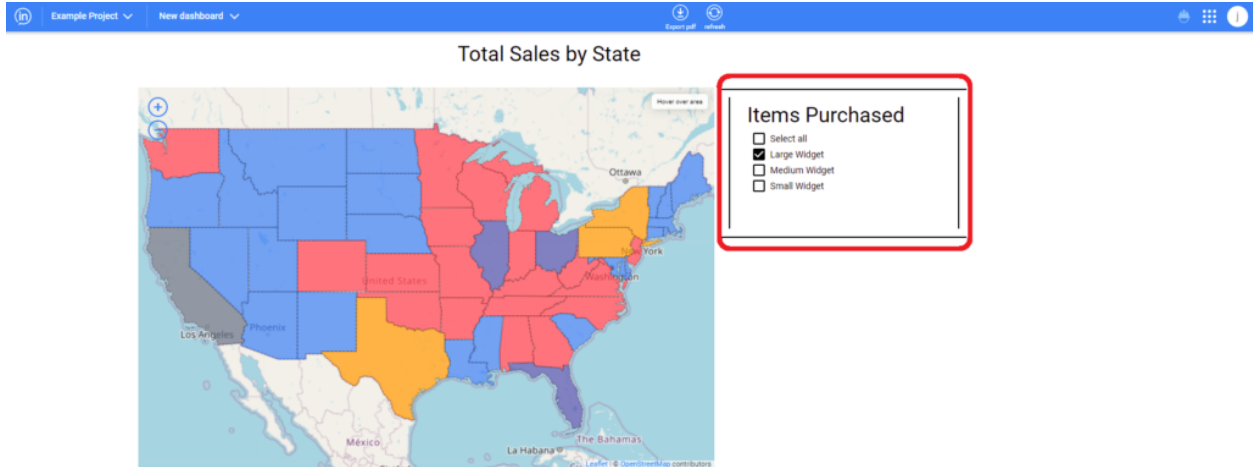 in Example Project New dashboard Export pdf refresh j
Total Sales by State
Hover over area
Items Purchased
Select all
Large Widget
Medium Widget
Small Widget
Ottawa
New York
Washington
United States
Phoenix
Los Angeles
México
La Habana
The Bahamas
Leaflet | © OpenStreetMap contributors